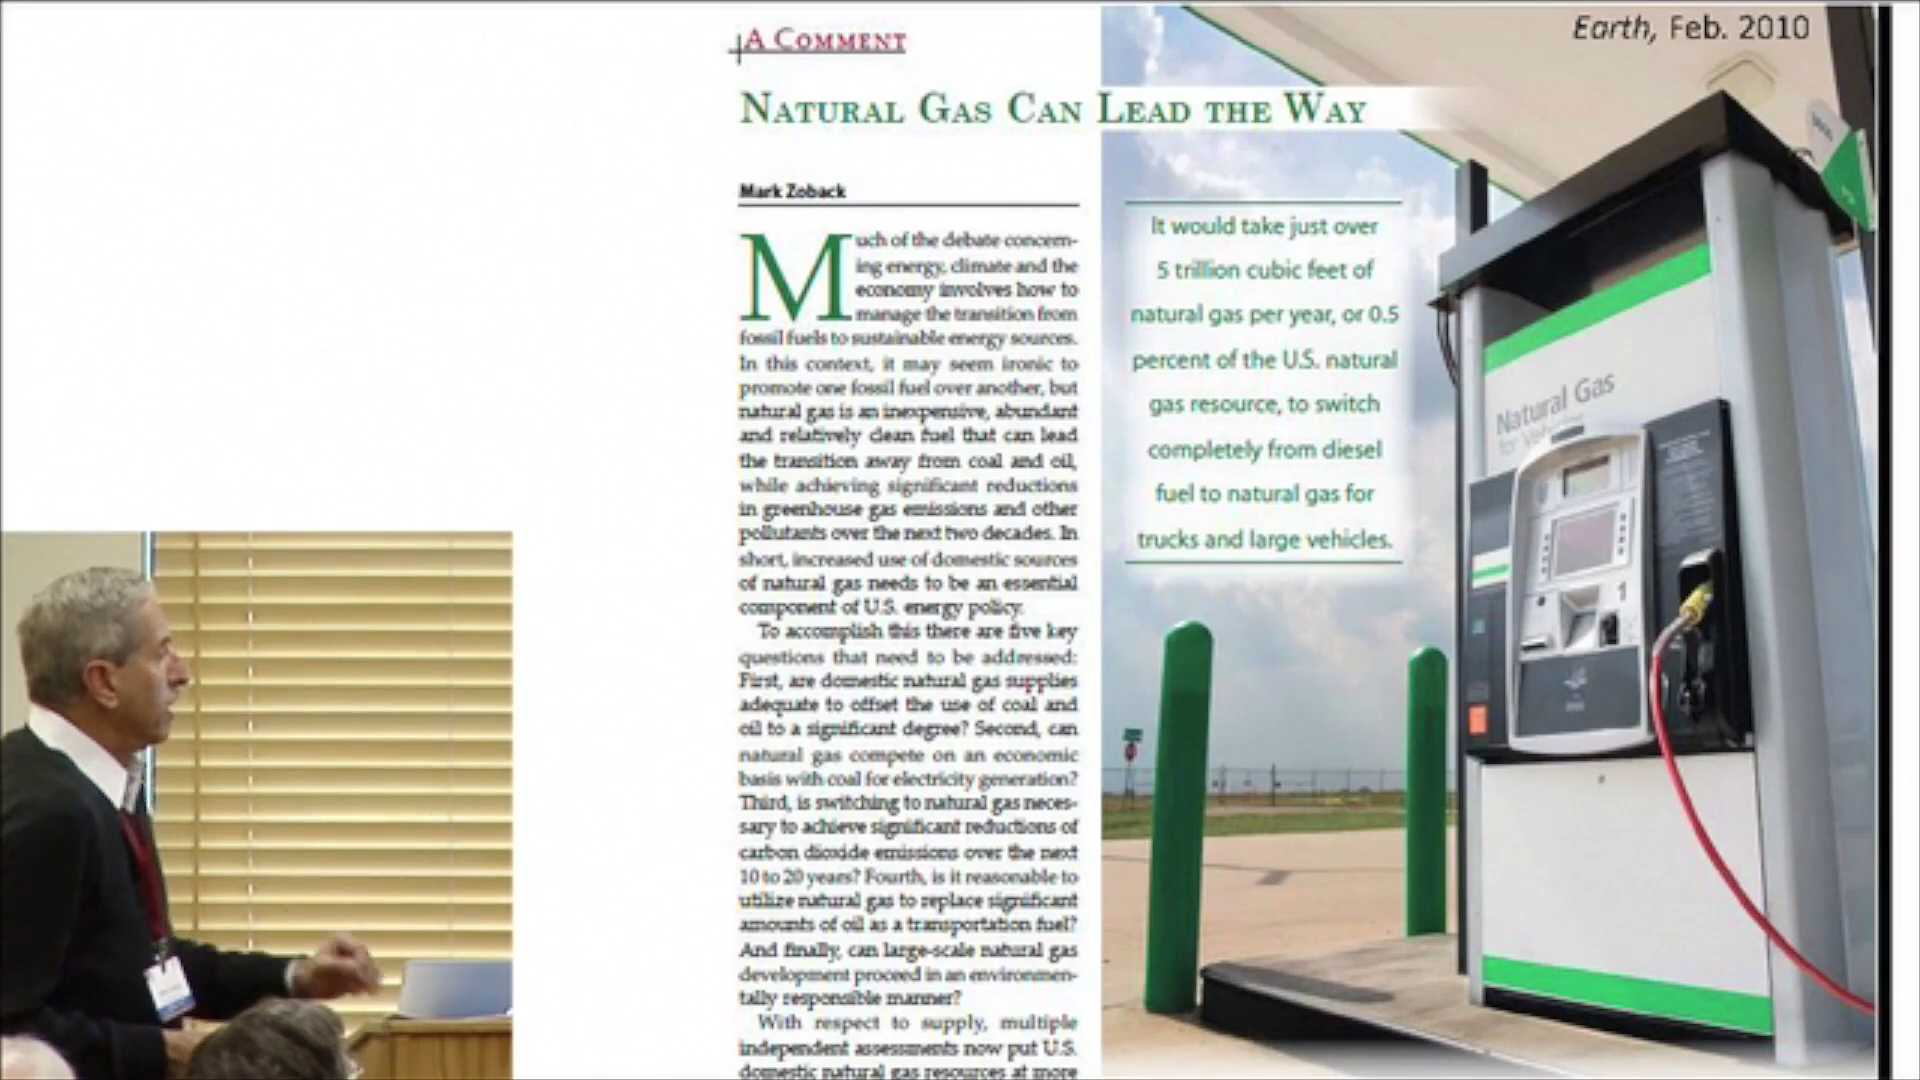 A COMMENT
Earth, Feb. 2010
NATURAL GAS CAN LEAD THE WAY
Mark Zoback
Much of the debate concern-
ing energy, climate and the
economy involves how to
manage the transition from
fossil fuels to sustainable energy sources.
In this context, it may seem ironic to
promote one fossil fuel over another, but
natural gas is an inexpensive, abundant
and relatively clean fuel that can lead
the transition away from coal and oil,
while achieving significant reductions
in greenhouse gas emissions and other
pollutants over the next two decades. In
short, increased use of domestic sources
of natural gas needs to be an essential
component of U.S. energy policy.
To accomplish this there are five key
questions that need to be addressed:
First, are domestic natural gas supplies
adequate to offset the use of coal and
oil to a significant degree? Second, can
natural gas compete on an economic
basis with coal for electricity generation?
Third, is switching to natural gas neces-
sary to achieve significant reductions of
carbon dioxide emissions over the next
10 to 20 years? Fourth, is it reasonable to
utilize natural gas to replace significant
amounts of oil as a transportation fuel?
And finally, can large-scale natural gas
development proceed in an environmen-
tally responsible manner?
With respect to supply, multiple
independent assessments now put U.S.
domestic natural gas resources at more
It would take just over
5 trillion cubic feet of
natural gas per year, or 0.5
percent of the U.S. natural
gas resource, to switch
completely from diesel
fuel to natural gas for
trucks and large vehicles.
Natural Gas
for Vehicles
1